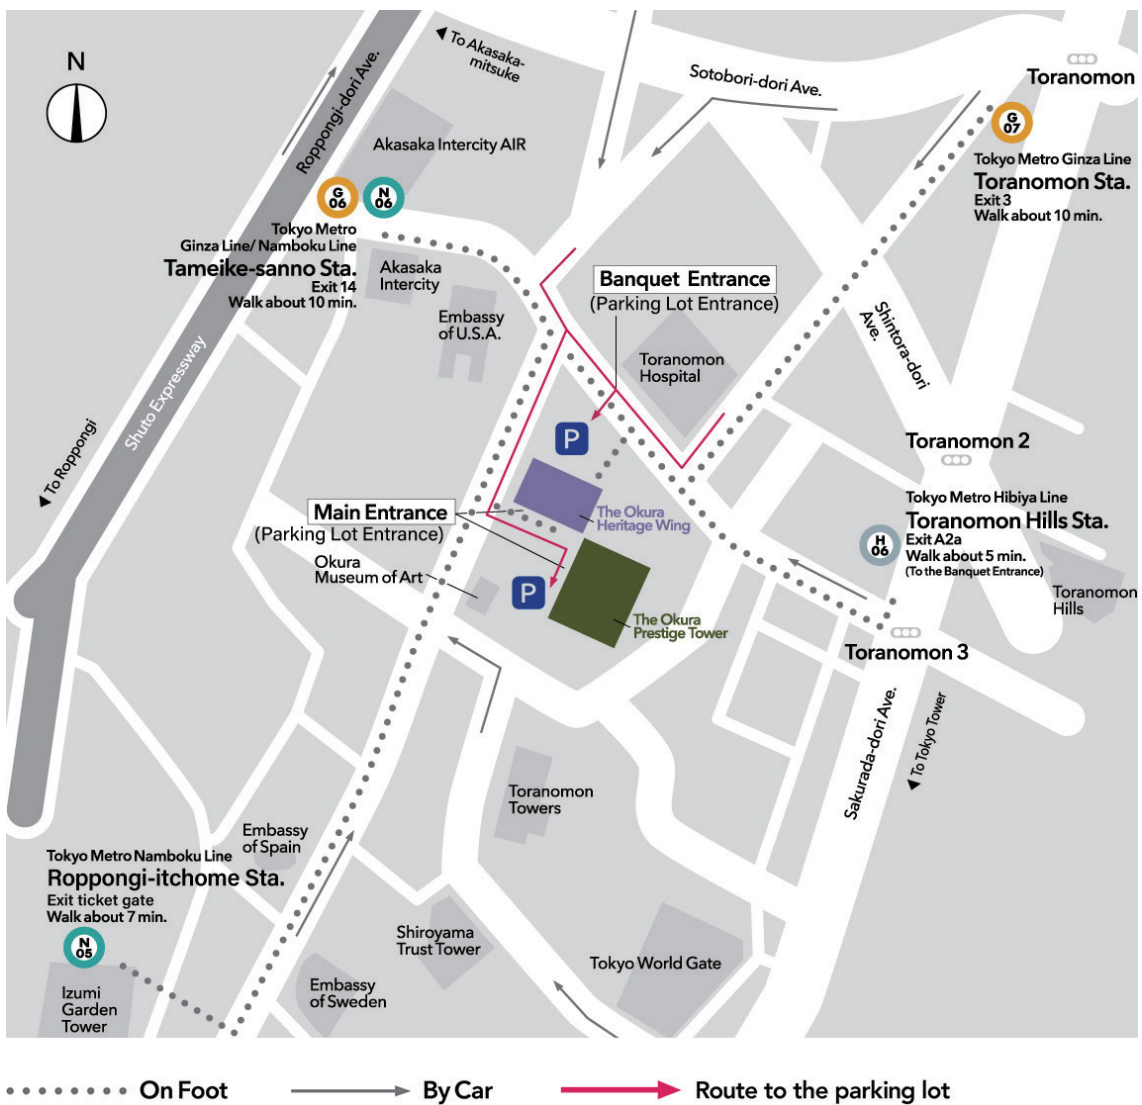 N
To Akasaka-
mitsuke
Roppongi-dori Ave.
Sotobori-dori Ave.
Toranomon
G
07
Tokyo Metro Ginza Line
Toranomon Sta.
Exit 3
Walk about 10 min.
Akasaka Intercity AIR
G
06
N
06
Tokyo Metro
Ginza Line/ Namboku Line
Tameike-sanno Sta.
Exit 14
Walk about 10 min.
Akasaka
Intercity
Embassy
of U.S.A.
Banquet Entrance
(Parking Lot Entrance)
Toranomon
Hospital
Shintora-dori
Ave.
Shuto Expressway
To Roppongi
P
Toranomon 2
Main Entrance
(Parking Lot Entrance)
The Okura
Heritage Wing
Tokyo Metro Hibiya Line
Toranomon Hills Sta.
Exit A2a
Walk about 5 min.
(To the Banquet Entrance)
H
06
Okura
Museum of Art
P
The Okura
Prestige Tower
Toranomon
Hills
Toranomon 3
Sakurada-dori Ave.
To Tokyo Tower
Toranomon
Towers
Embassy
of Spain
Tokyo Metro Namboku Line
Roppongi-itchome Sta.
Exit ticket gate
Walk about 7 min.
N
05
Izumi
Garden
Tower
Shiroyama
Trust Tower
Embassy
of Sweden
Tokyo World Gate
On Foot
By Car
Route to the parking lot